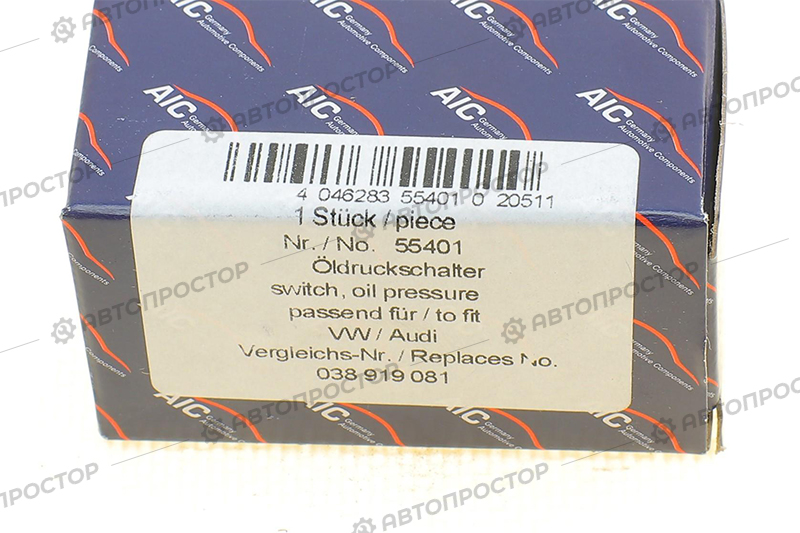 AIC Germany Automotive Components
4 046283 55401 0 20511
1 Stück / piece
Nr. / No. 55401
Öldruckschalter
switch, oil pressure
passend für / to fit
VW / Audi
Vergleichs-Nr. / Replaces No.
038 919 081
АВТОПРОСТОР